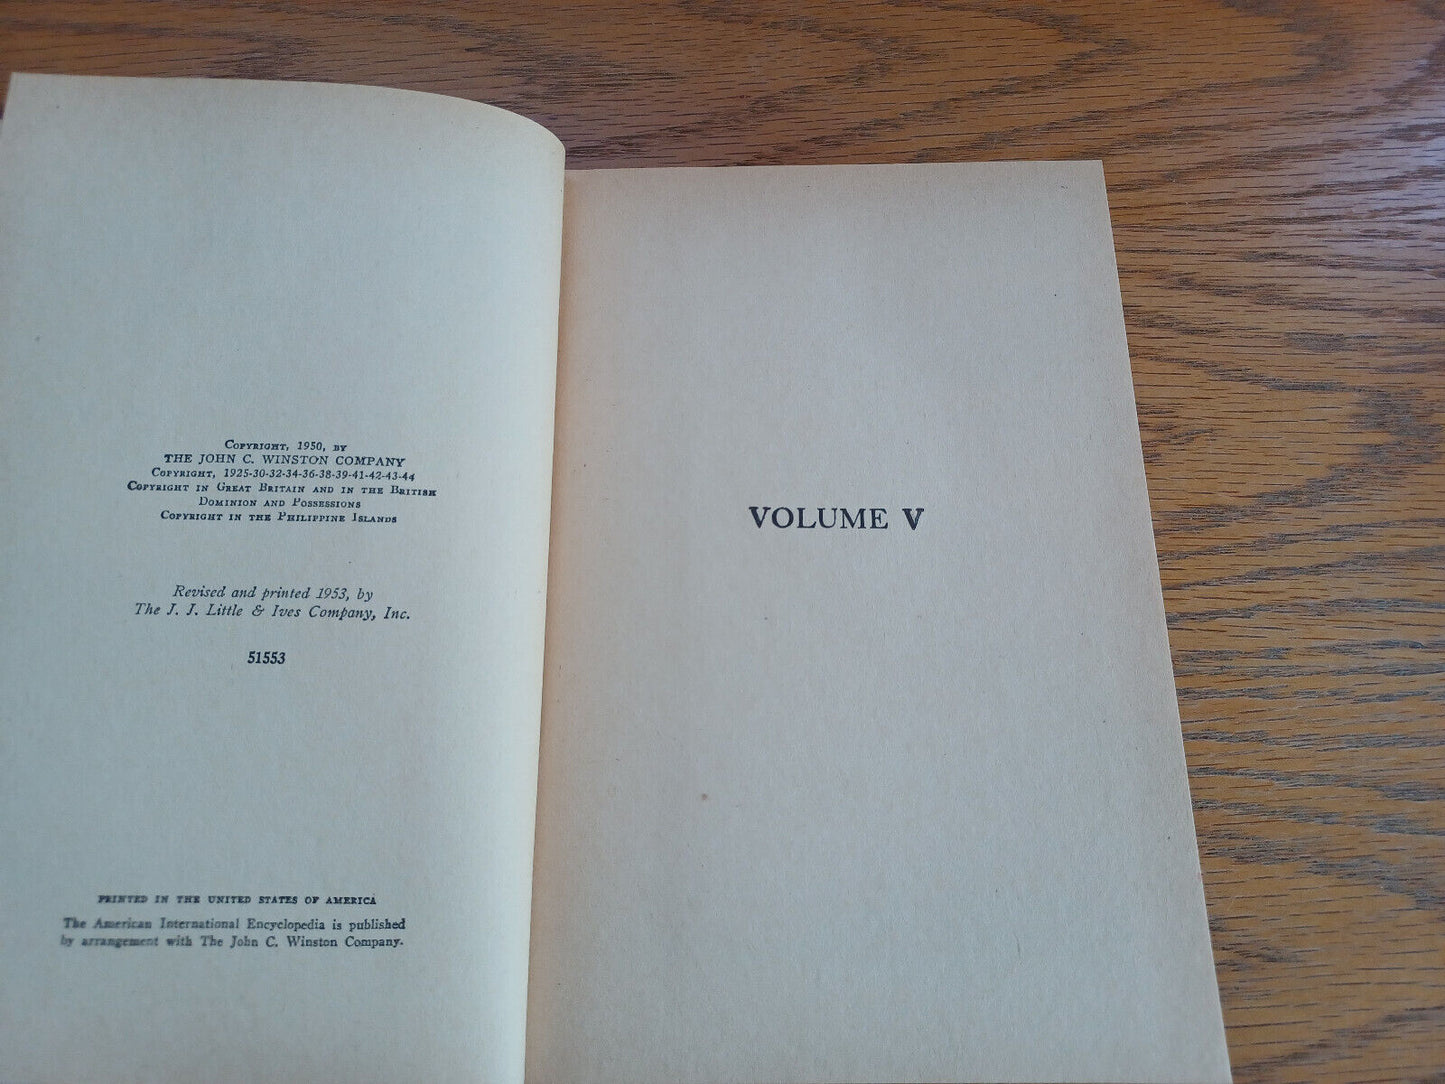 COPYRIGHT, 1950, BY
THE JOHN C. WINSTON COMPANY
COPYRIGHT, 1925-30-32-34-36-38-39-41-42-43-44
COPYRIGHT IN GREAT BRITAIN AND IN THE BRITISH
DOMINION AND POSSESSIONS
COPYRIGHT IN THE PHILIPPINE ISLANDS
Revised and printed 1953, by
The J. J. Little & Ives Company, Inc.
51553
PRINTED IN THE UNITED STATES OF AMERICA
The American International Encyclopedia is published
by arrangement with The John C. Winston Company.
VOLUME V